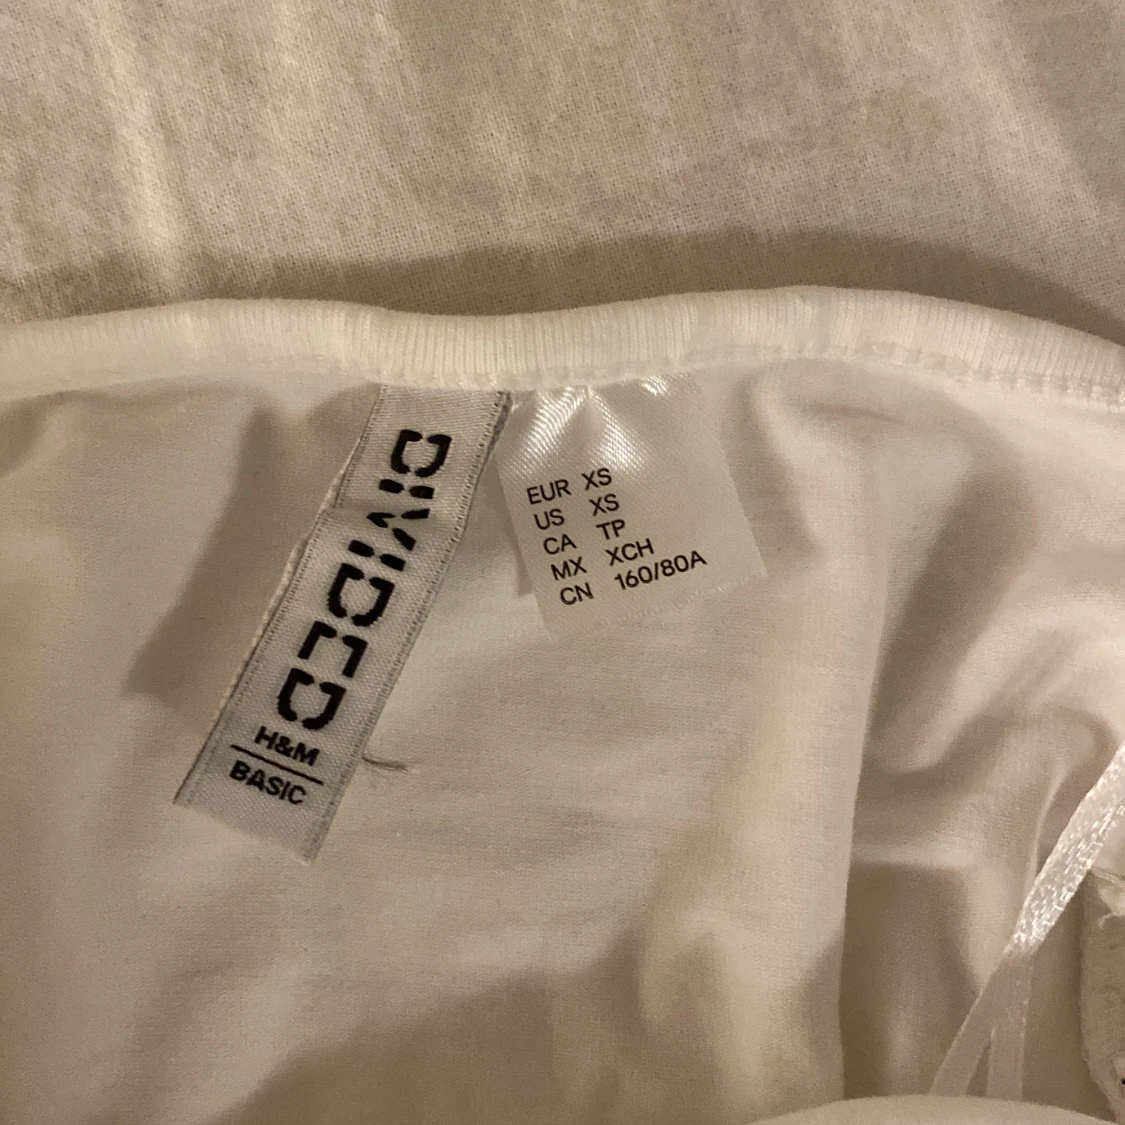 DIVIDED
H&M
BASIC
EUR XS
US XS
CA TP
MX XCH
CN 160/80A